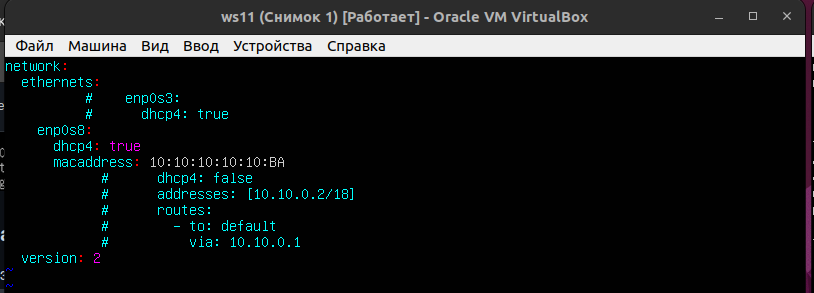 ws11 (Снимок 1) [Работает] - Oracle VM VirtualBox
Файл Машина Вид Ввод Устройства Справка
network:
  ethernets:
          #    enp0s3:
          #      dhcp4: true
    enp0s8:
      dhcp4: true
      macaddress: 10:10:10:10:10:BA
            #      dhcp4: false
            #      addresses: [10.10.0.2/18]
            #      routes:
            #        - to: default
            #          via: 10.10.0.1
  version: 2
~
~